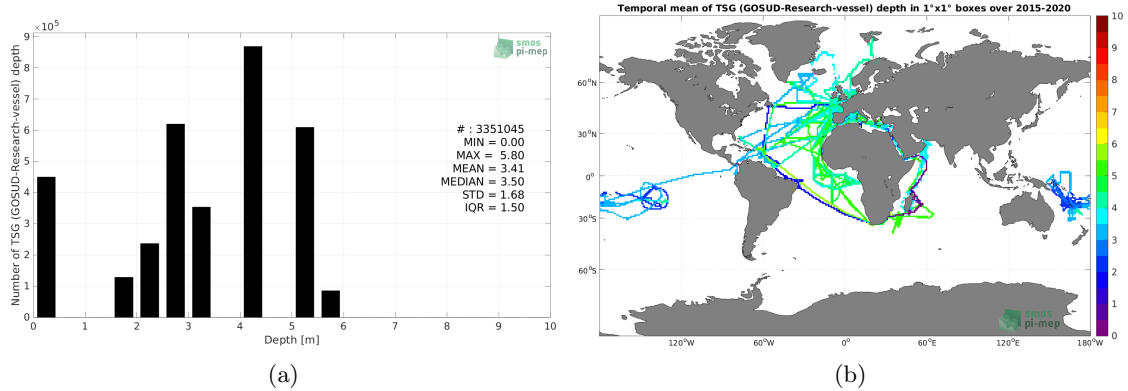 ×10⁵
9
8
7
6
5
4
3
2
1
0
Number of TSG (GOSUD-Research-vessel) depth
smos
pi-mep
# : 3351045
MIN = 0.00
MAX = 5.80
MEAN = 3.41
MEDIAN = 3.50
STD = 1.68
IQR = 1.50
0 1 2 3 4 5 6 7 8 9 10
Depth [m]
(a)
Temporal mean of TSG (GOSUD-Research-vessel) depth in 1°x1° boxes over 2015-2020
60°N
30°N
0°
30°S
60°S
120°W 60°W 0° 60°E 120°E 180°W
smos
pi-mep
10
9
8
7
6
5
4
3
2
1
0
(b)